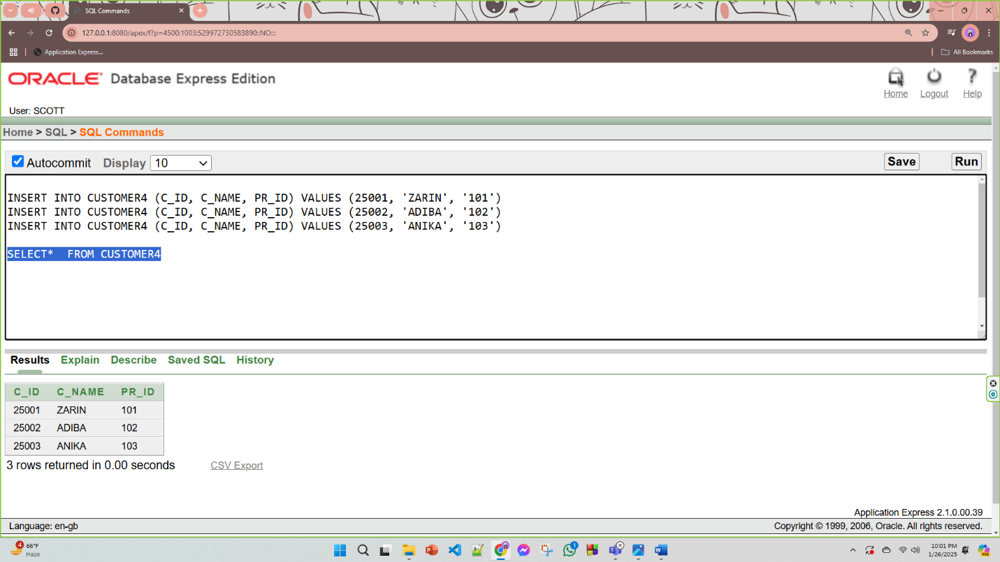 SQL Commands
127.0.0.1:8080/apex/f?p=4500:1003:529972730583890::NO:::
Application Express...
All Bookmarks
ORACLE Database Express Edition
Home Logout Help
User: SCOTT
Home > SQL > SQL Commands
Autocommit Display 10 Save Run
INSERT INTO CUSTOMER4 (C_ID, C_NAME, PR_ID) VALUES (25001, 'ZARIN', '101')
INSERT INTO CUSTOMER4 (C_ID, C_NAME, PR_ID) VALUES (25002, 'ADIBA', '102')
INSERT INTO CUSTOMER4 (C_ID, C_NAME, PR_ID) VALUES (25003, 'ANIKA', '103')
SELECT*  FROM CUSTOMER4
Results Explain Describe Saved SQL History
C_ID C_NAME PR_ID
25001 ZARIN 101
25002 ADIBA 102
25003 ANIKA 103
3 rows returned in 0.00 seconds CSV Export
Application Express 2.1.0.00.39
Language: en-gb Copyright © 1999, 2006, Oracle. All rights reserved.
4 66°F
Haze
1
10:01 PM
1/26/2025
PRE